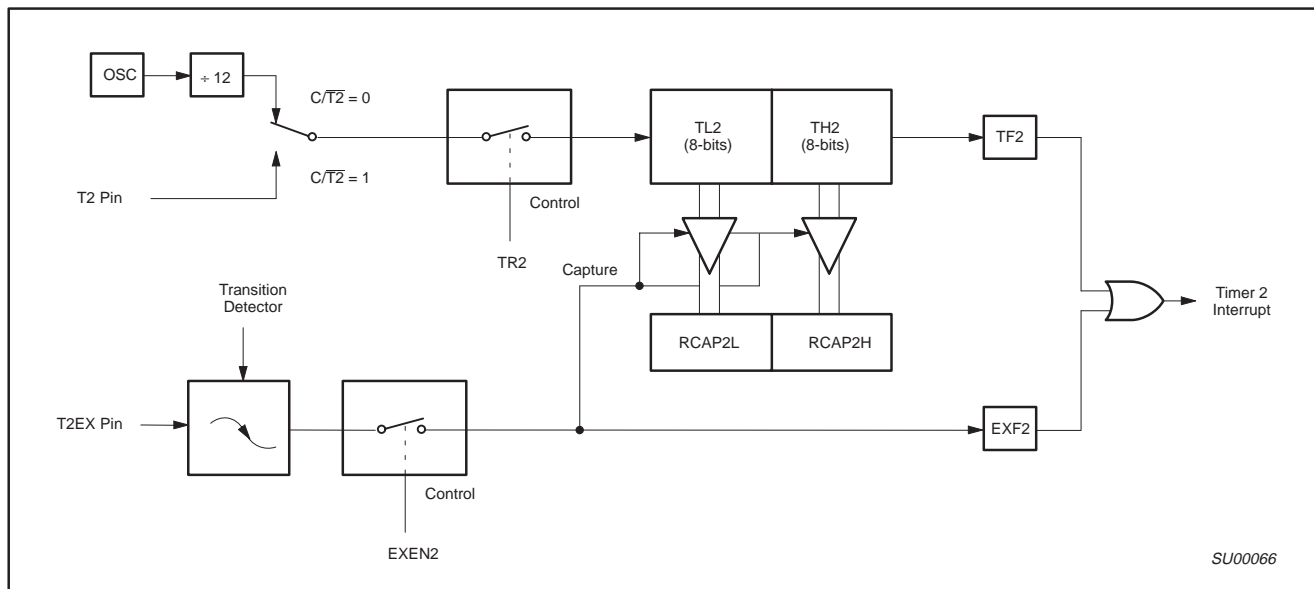 OSC
÷ 12
C/T2 = 0
C/T2 = 1
T2 Pin
TL2
(8-bits)
TH2
(8-bits)
TF2
Control
TR2
Capture
Transition
Detector
Timer 2
Interrupt
RCAP2L
RCAP2H
T2EX Pin
EXF2
Control
EXEN2
SU00066